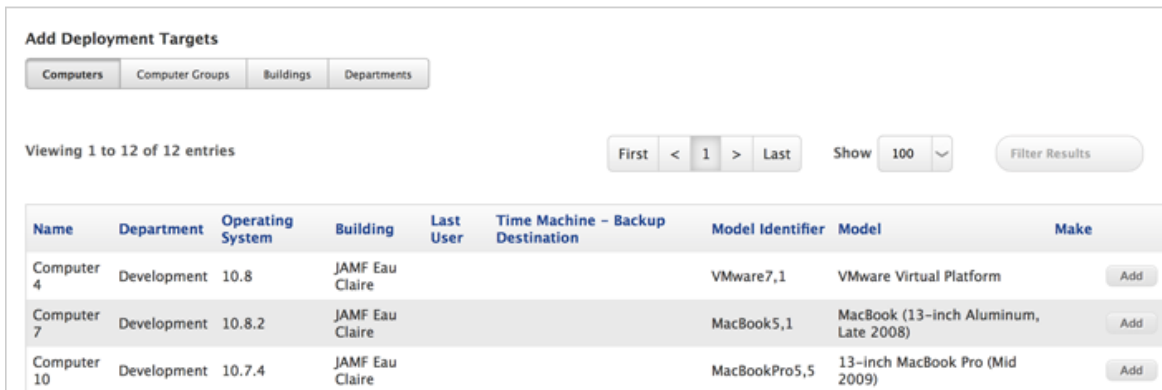 Add Deployment Targets
Computers Computer Groups Buildings Departments
Viewing 1 to 12 of 12 entries First < 1 > Last Show 100 Filter Results
Name Department Operating System Building Last User Time Machine – Backup Destination Model Identifier Model Make
Computer 4 Development 10.8 JAMF Eau Claire VMware7,1 VMware Virtual Platform Add
Computer 7 Development 10.8.2 JAMF Eau Claire MacBook5,1 MacBook (13-inch Aluminum, Late 2008) Add
Computer 10 Development 10.7.4 JAMF Eau Claire MacBookPro5,5 13-inch MacBook Pro (Mid 2009) Add